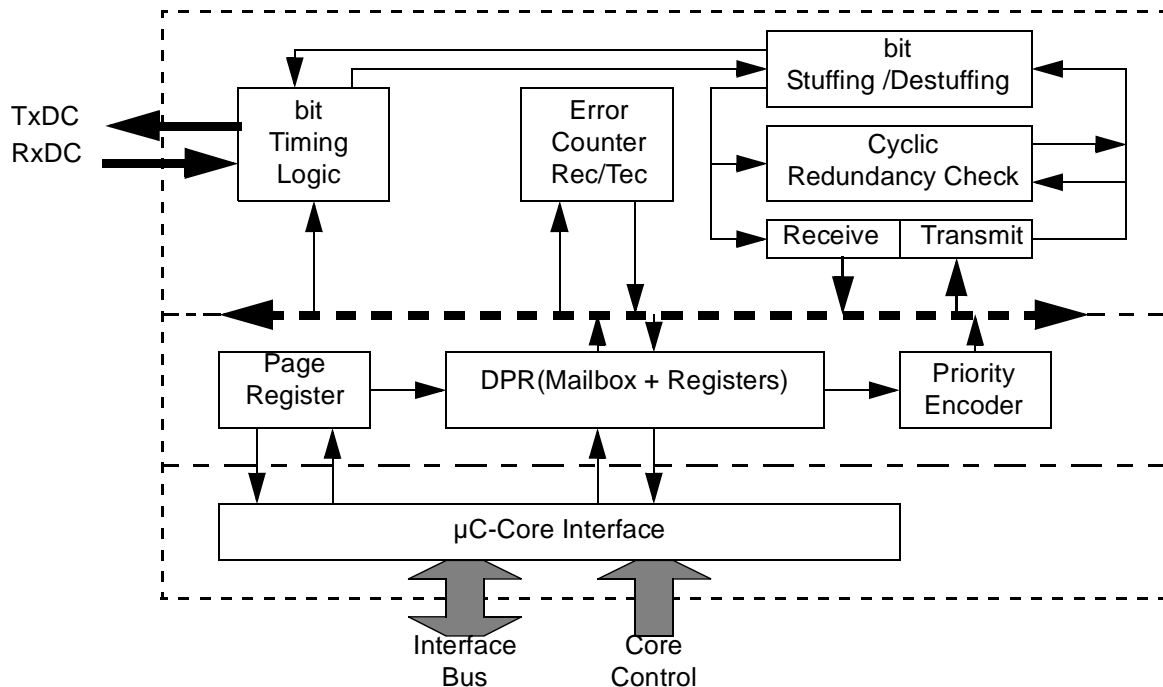 TxDC
RxDC
bit
Timing
Logic
Error
Counter
Rec/Tec
bit
Stuffing /Destuffing
Cyclic
Redundancy Check
Receive
Transmit
Page
Register
DPR(Mailbox + Registers)
Priority
Encoder
µC-Core Interface
Interface
Bus
Core
Control